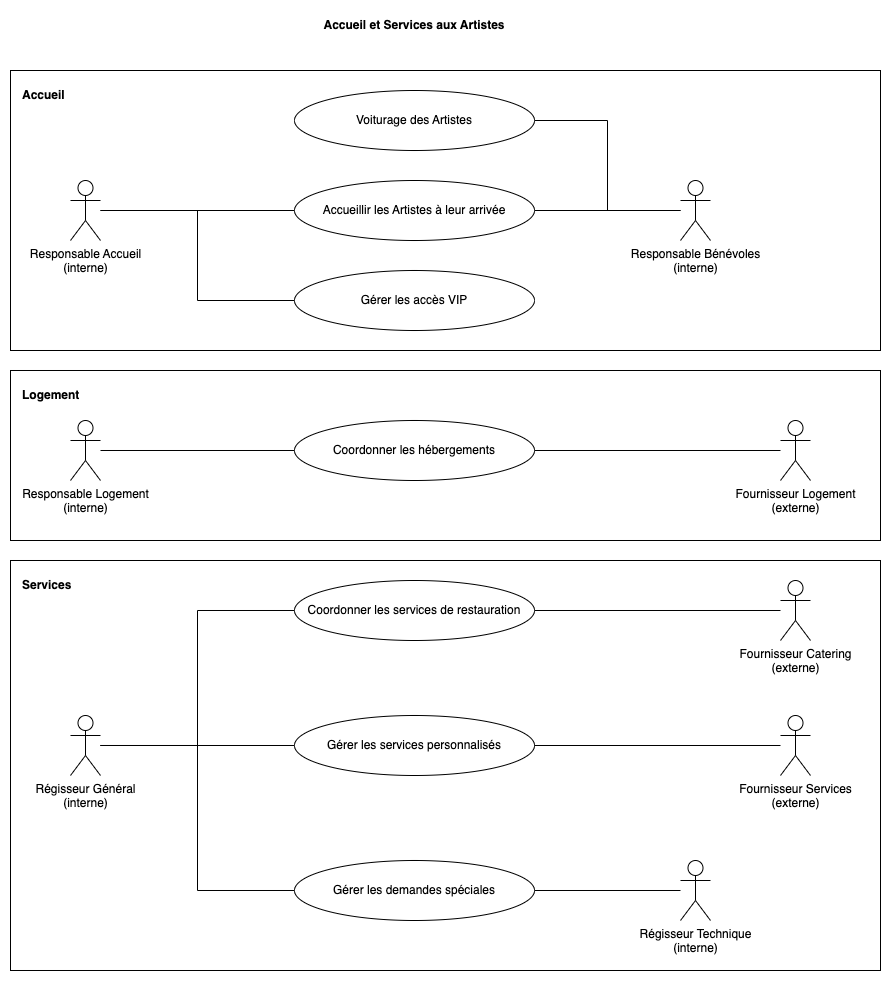 Accueil et Services aux Artistes
Accueil
Voiturage des Artistes
Accueillir les Artistes à leur arrivée
Responsable Accueil
(interne)
Responsable Bénévoles
(interne)
Gérer les accès VIP
Logement
Coordonner les hébergements
Responsable Logement
(interne)
Fournisseur Logement
(externe)
Services
Coordonner les services de restauration
Fournisseur Catering
(externe)
Gérer les services personnalisés
Régisseur Général
(interne)
Fournisseur Services
(externe)
Gérer les demandes spéciales
Régisseur Technique
(interne)